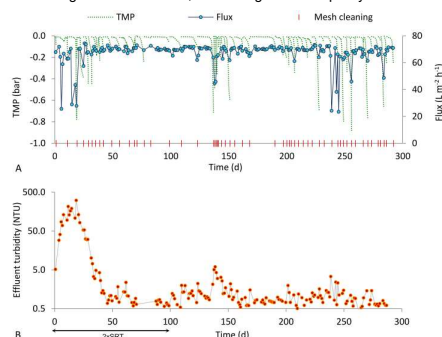 TMP Flux Mesh cleaning
0.0
-0.2
-0.4
-0.6
-0.8
-1.0
TMP (bar)
80
60
40
20
0
Flux (L m⁻² h⁻¹)
0 50 100 150 200 250 300
A Time (d)
500.0
50.0
5.0
0.5
Effluent turbidity (NTU)
0 50 100 150 200 250 300
B 2xSRT Time (d)